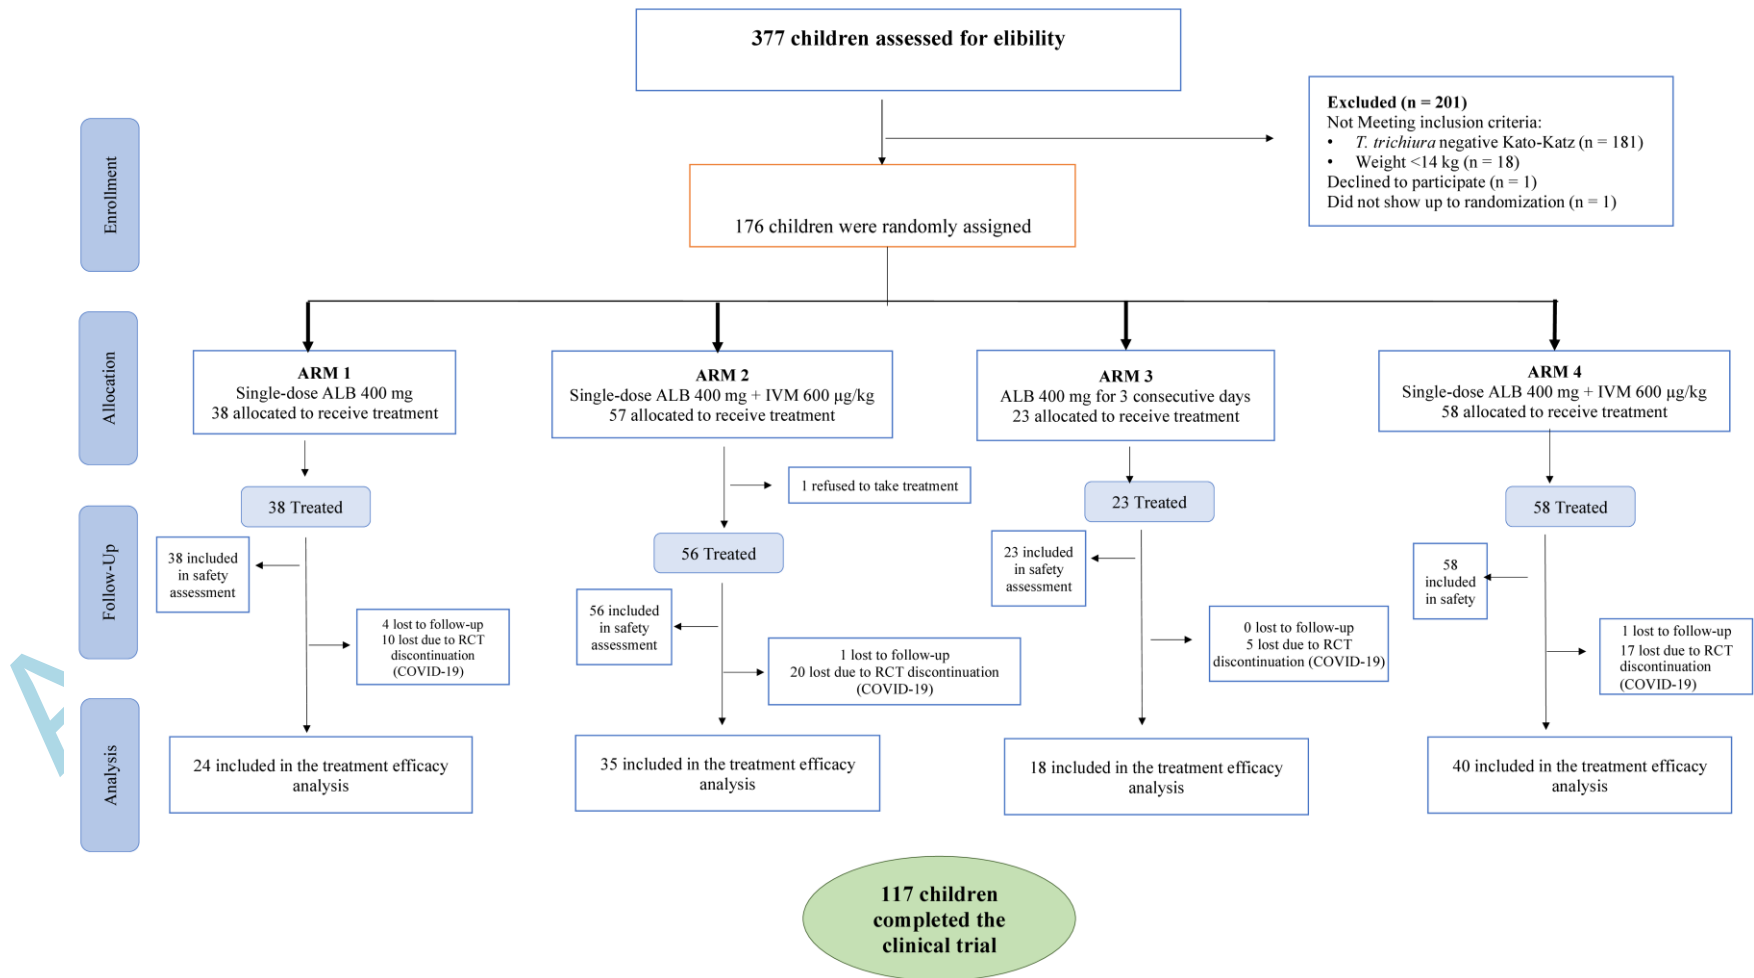 377 children assessed for elibility
Excluded (n = 201)
Not Meeting inclusion criteria:
• T. trichiura negative Kato-Katz (n = 181)
• Weight <14 kg (n = 18)
Declined to participate (n = 1)
Did not show up to randomization (n = 1)
Enrollment
176 children were randomly assigned
Allocation
ARM 1
Single-dose ALB 400 mg
38 allocated to receive treatment
ARM 2
Single-dose ALB 400 mg + IVM 600 µg/kg
57 allocated to receive treatment
ARM 3
ALB 400 mg for 3 consecutive days
23 allocated to receive treatment
ARM 4
Single-dose ALB 400 mg + IVM 600 µg/kg
58 allocated to receive treatment
1 refused to take treatment
Follow-Up
38 Treated
56 Treated
23 Treated
58 Treated
38 included
in safety
assessment
56 included
in safety
assessment
23 included
in safety
assessment
58
included
in safety
4 lost to follow-up
10 lost due to RCT
discontinuation
(COVID-19)
1 lost to follow-up
20 lost due to RCT discontinuation
(COVID-19)
0 lost to follow-up
5 lost due to RCT
discontinuation (COVID-19)
1 lost to follow-up
17 lost due to RCT
discontinuation
(COVID-19)
Analysis
24 included in the treatment efficacy
analysis
35 included in the treatment efficacy
analysis
18 included in the treatment efficacy
analysis
40 included in the treatment efficacy
analysis
117 children
completed the
clinical trial